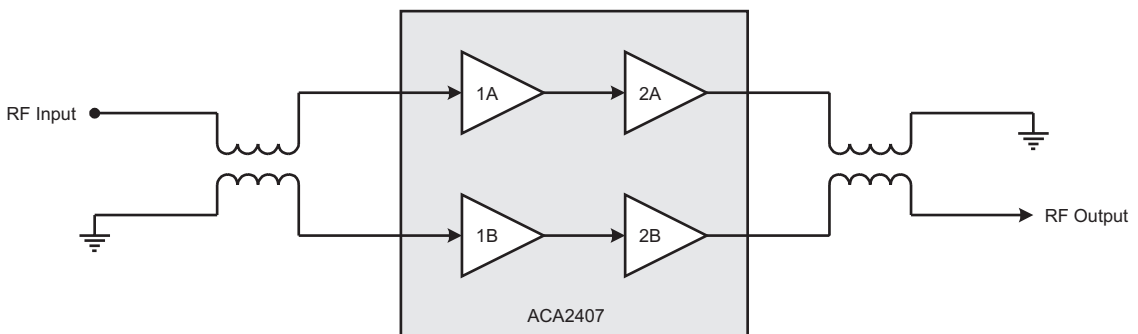 RF Input
1A
2A
1B
2B
RF Output
ACA2407